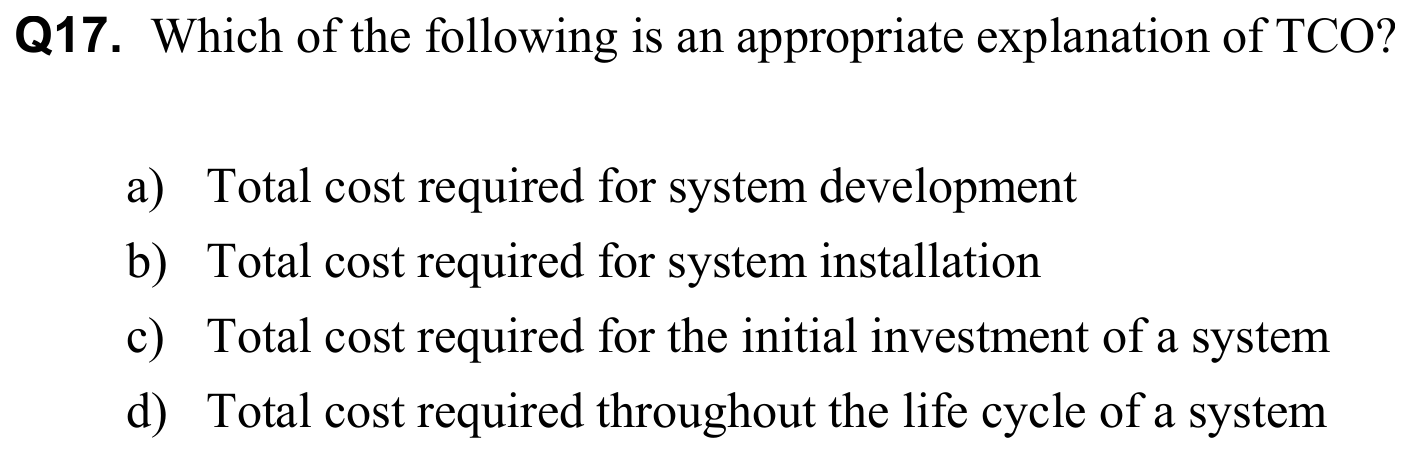 Q17. Which of the following is an appropriate explanation of TCO?
a) Total cost required for system development
b) Total cost required for system installation
c) Total cost required for the initial investment of a system
d) Total cost required throughout the life cycle of a system